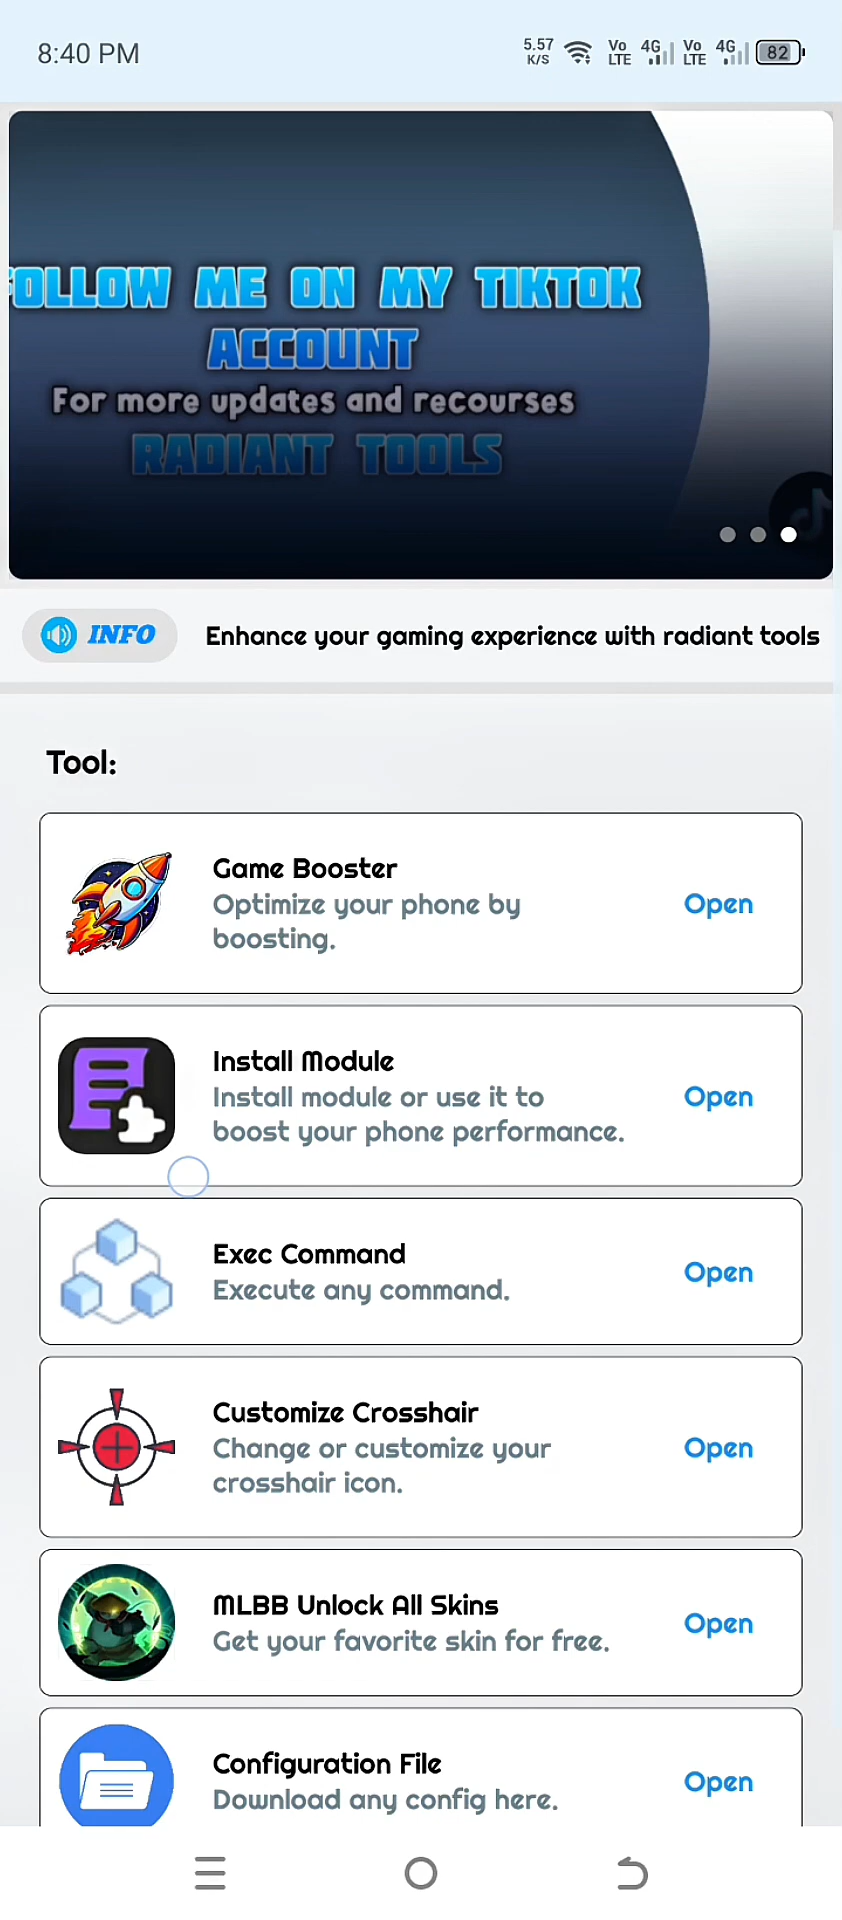 8:40 PM
5.57
K/S
Vo
LTE
4G
Vo
LTE
4G
82
FOLLOW ME ON MY TIKTOK
ACCOUNT
For more updates and recourses
RADIANT TOOLS
INFO
Enhance your gaming experience with radiant tools
Tool:
Game Booster
Optimize your phone by
boosting.
Open
Install Module
Install module or use it to
boost your phone performance.
Open
Exec Command
Execute any command.
Open
Customize Crosshair
Change or customize your
crosshair icon.
Open
MLBB Unlock All Skins
Get your favorite skin for free.
Open
Configuration File
Download any config here.
Open